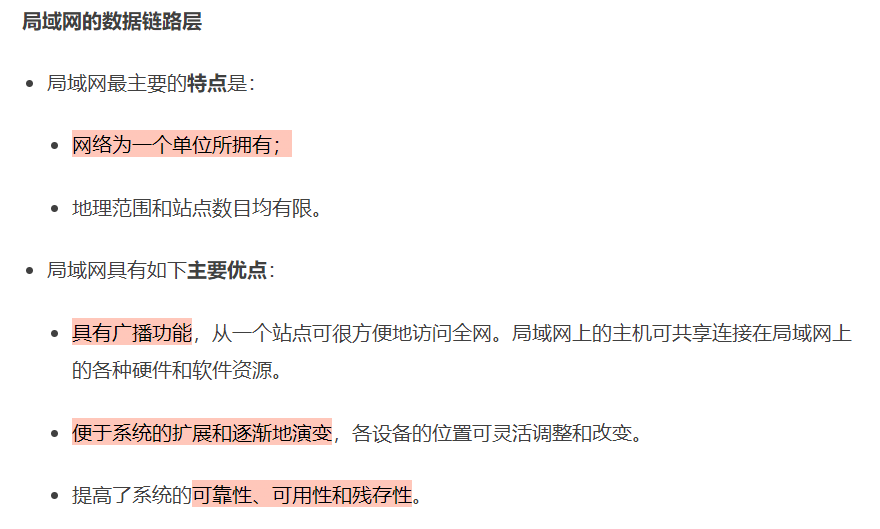 局域网的数据链路层
局域网最主要的特点是：
网络为一个单位所拥有；
地理范围和站点数目均有限。
局域网具有如下主要优点：
具有广播功能，从一个站点可很方便地访问全网。局域网上的主机可共享连接在局域网上
的各种硬件和软件资源。
便于系统的扩展和逐渐地演变，各设备的位置可灵活调整和改变。
提高了系统的可靠性、可用性和残存性。